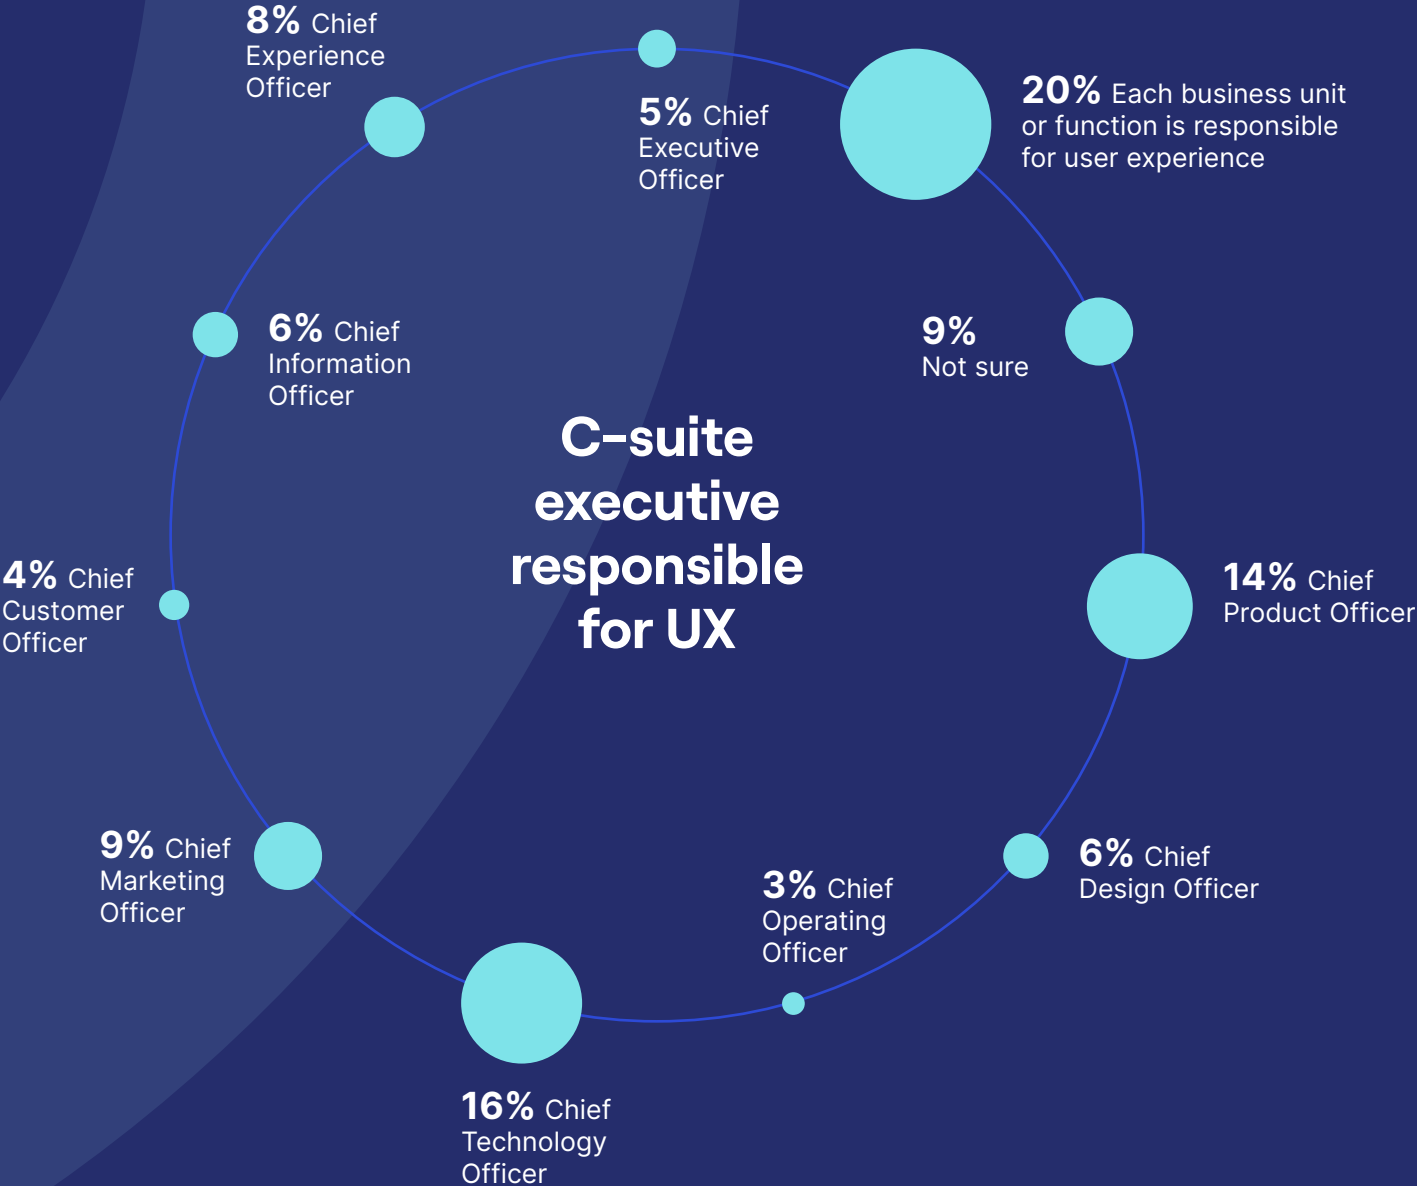 8% Chief
Experience
Officer
5% Chief
Executive
Officer
20% Each business unit
or function is responsible
for user experience
6% Chief
Information
Officer
9%
Not sure
C-suite
executive
responsible
for UX
4% Chief
Customer
Officer
14% Chief
Product Officer
9% Chief
Marketing
Officer
3% Chief
Operating
Officer
6% Chief
Design Officer
16% Chief
Technology
Officer